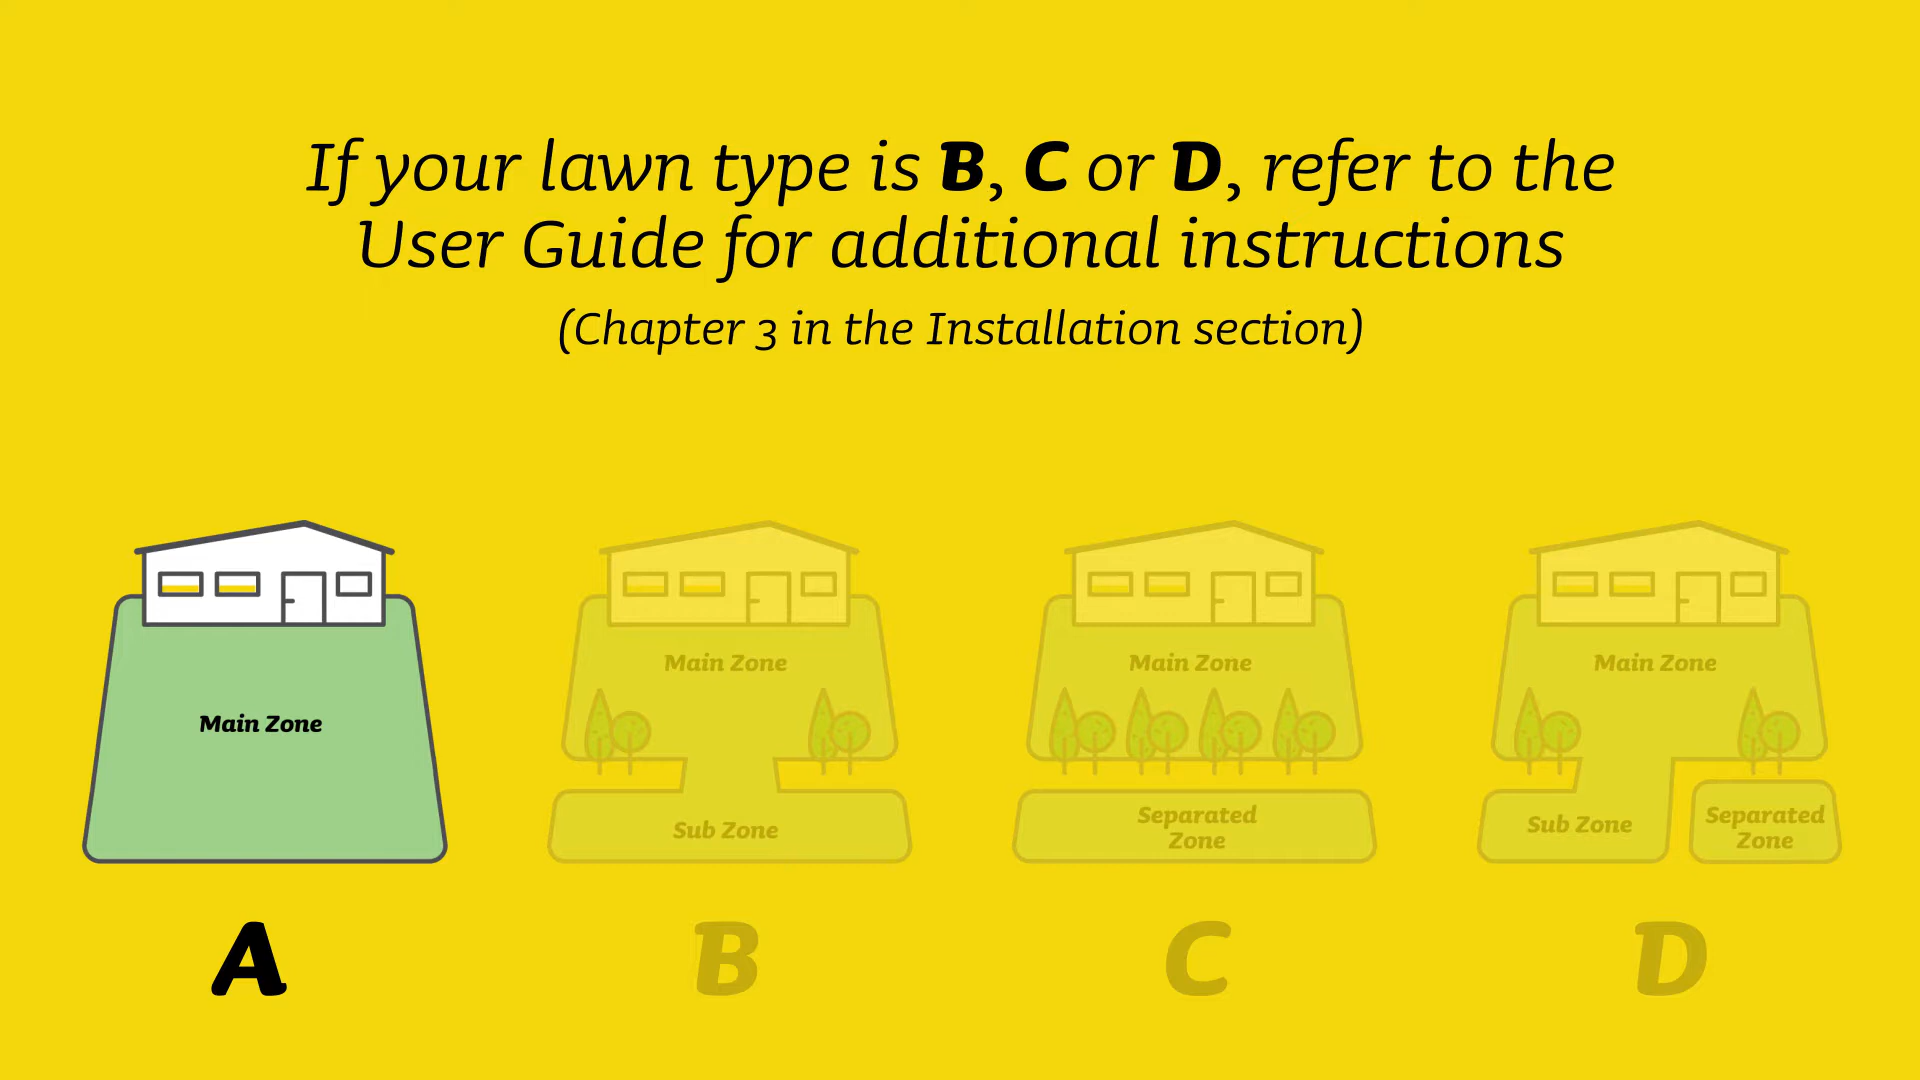 If your lawn type is B, C or D, refer to the
User Guide for additional instructions
(Chapter 3 in the Installation section)
Main Zone
A
Main Zone
Sub Zone
B
Main Zone
Separated
Zone
C
Main Zone
Sub Zone
Separated
Zone
D